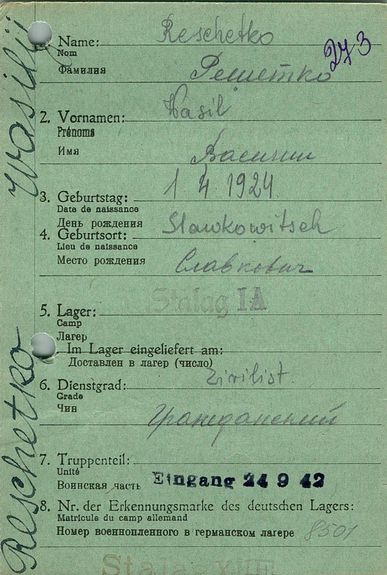 Reschetko Wasilij
1. Name: Reschetko
Nom
Фамилия Решетко
273
2. Vornamen: Wasil
Prénoms
Имя Василии
3. Geburtstag: 1 4 1924
Date de naissance
День рождения
4. Geburtsort: Slawkowitsch
Lieu de naissance
Место рождения Славкович
Stalag IA
5. Lager:
Camp
Лагерь
Im Lager eingeliefert am:
Доставлен в лагерь (число)
6. Dienstgrad: Zivilist
Grade
Чин Гражданский
7. Truppenteil:
Unité
Воинская часть Eingang 24 9 42
8. Nr. der Erkennungsmarke des deutschen Lagers:
Matricule du camp allemand
Номер военнопленного в германском лагере 8501